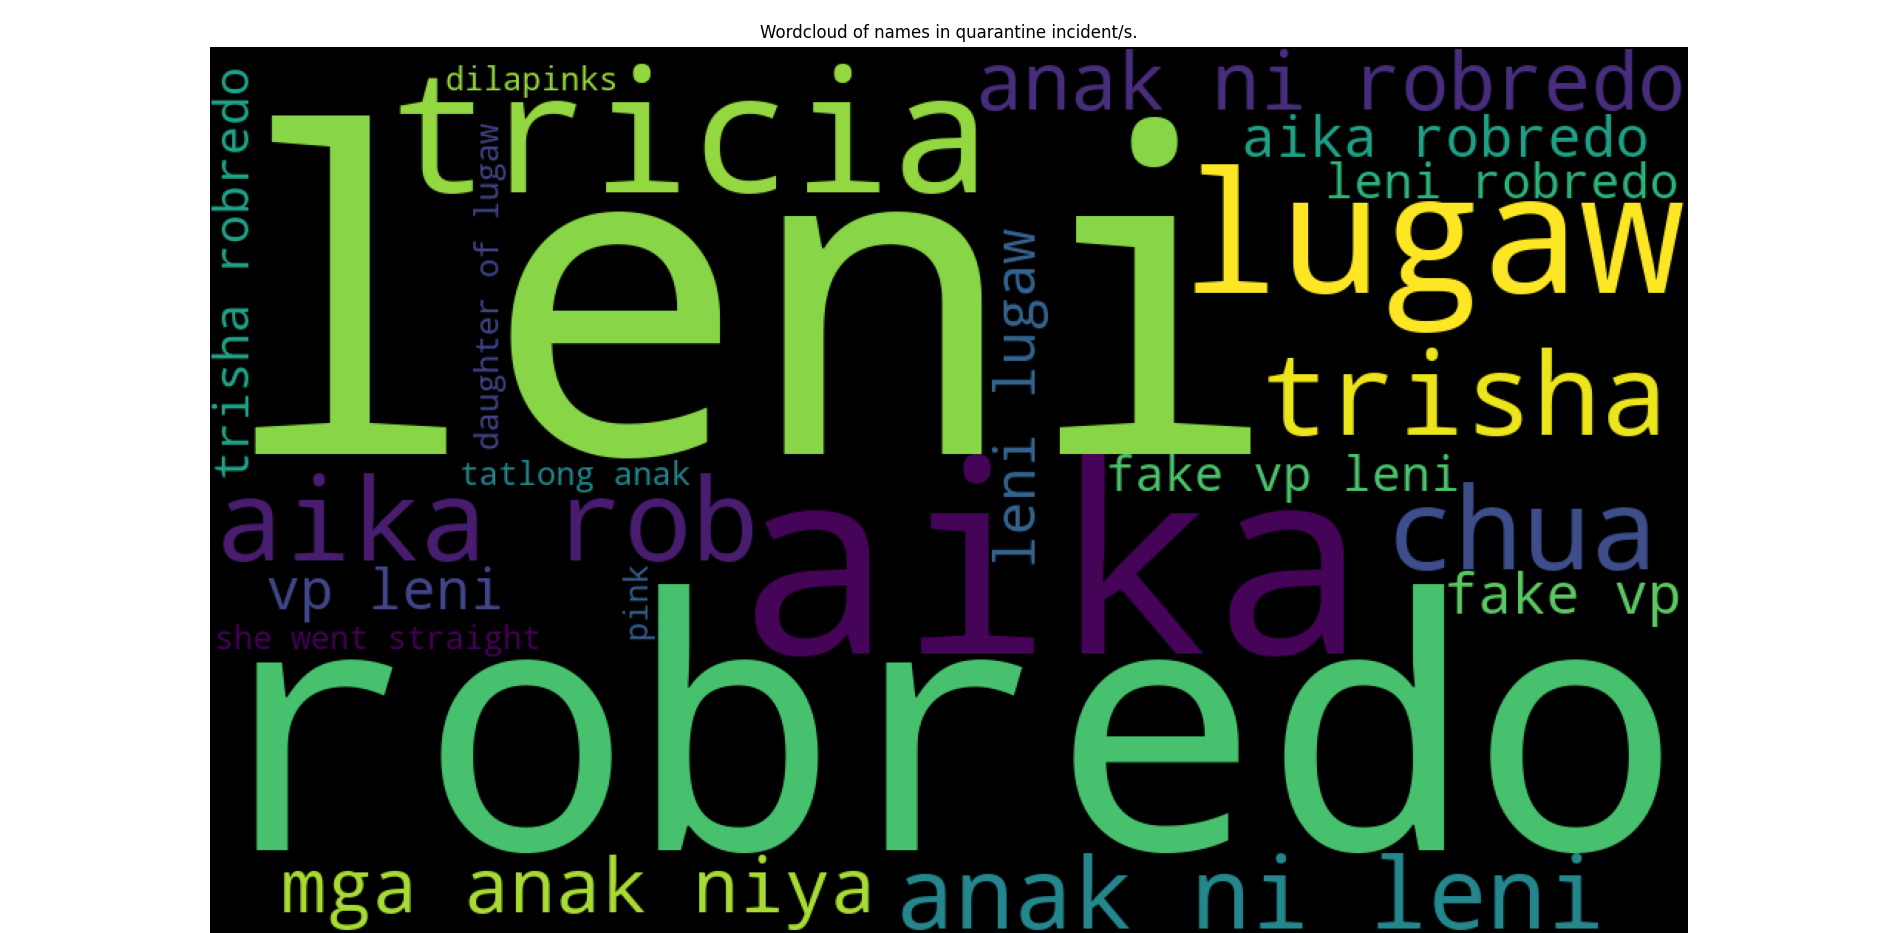 Wordcloud of names in quarantine incident/s.
trisha robredo
dilapinks
tricia
anak ni robredo
aika robredo
leni robredo
leni
daughter of lugaw
lugaw
leni lugaw
trisha
tatlong anak
fake vp leni
aika rob
aika
chua
vp leni
pink
fake vp
she went straight
robredo
mga anak niya
anak ni leni